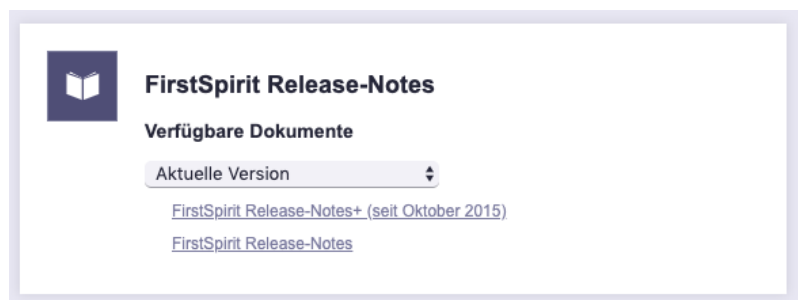 FirstSpirit Release-Notes
Verfügbare Dokumente
Aktuelle Version
FirstSpirit Release-Notes+ (seit Oktober 2015)
FirstSpirit Release-Notes